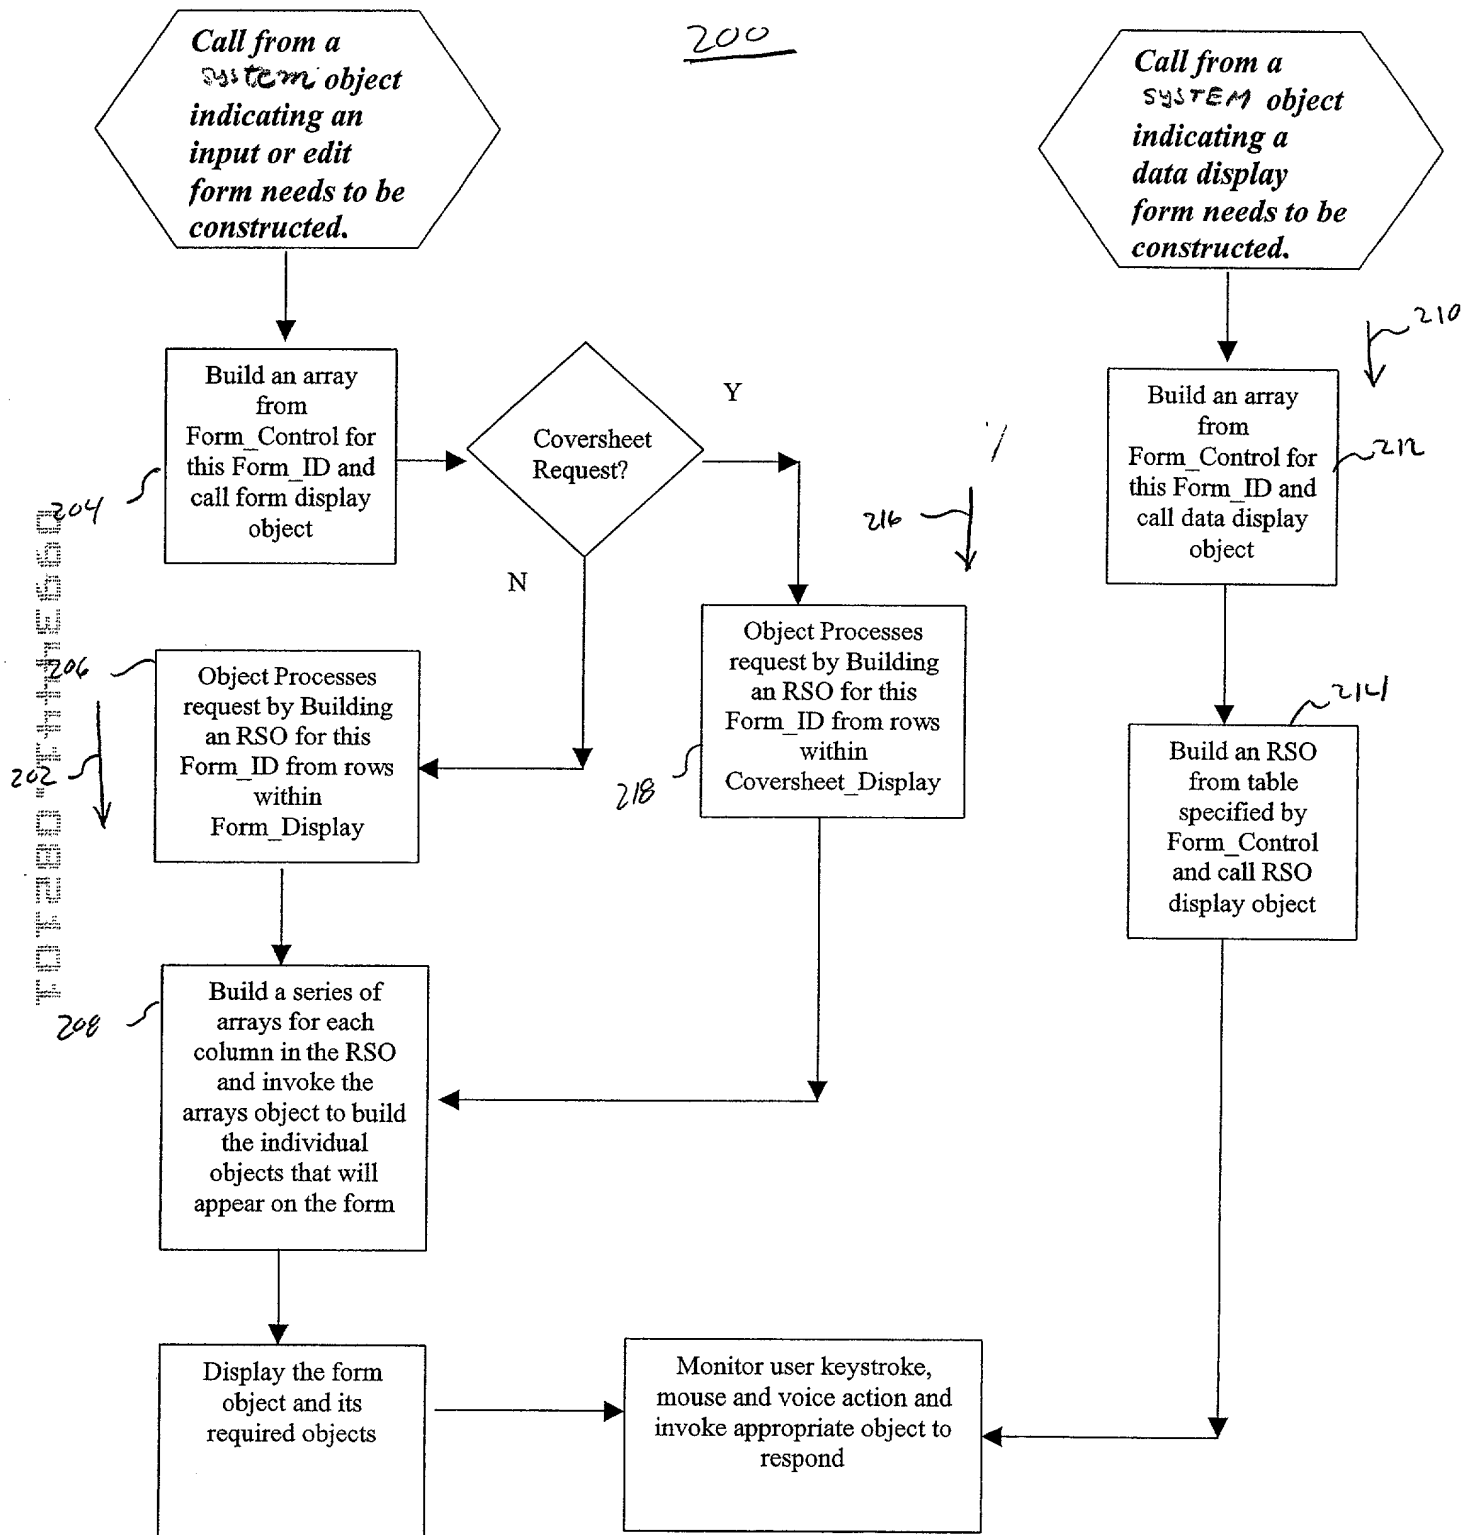 200
Call from a
system object
indicating an
input or edit
form needs to be
constructed.
Call from a
SYSTEM object
indicating a
data display
form needs to be
constructed.
210
Build an array
from
Form_Control for
this Form_ID and
call form display
object
204
Coversheet
Request?
Y
N
216
Build an array
from
Form_Control for
this Form_ID and
call data display
object
212
206
Object Processes
request by Building
an RSO for this
Form_ID from rows
within
Form_Display
202
Object Processes
request by Building
an RSO for this
Form_ID from rows
within
Coversheet_Display
218
214
Build an RSO
from table
specified by
Form_Control
and call RSO
display object
Build a series of
arrays for each
column in the RSO
and invoke the
arrays object to build
the individual
objects that will
appear on the form
208
Display the form
object and its
required objects
Monitor user keystroke,
mouse and voice action and
invoke appropriate object to
respond